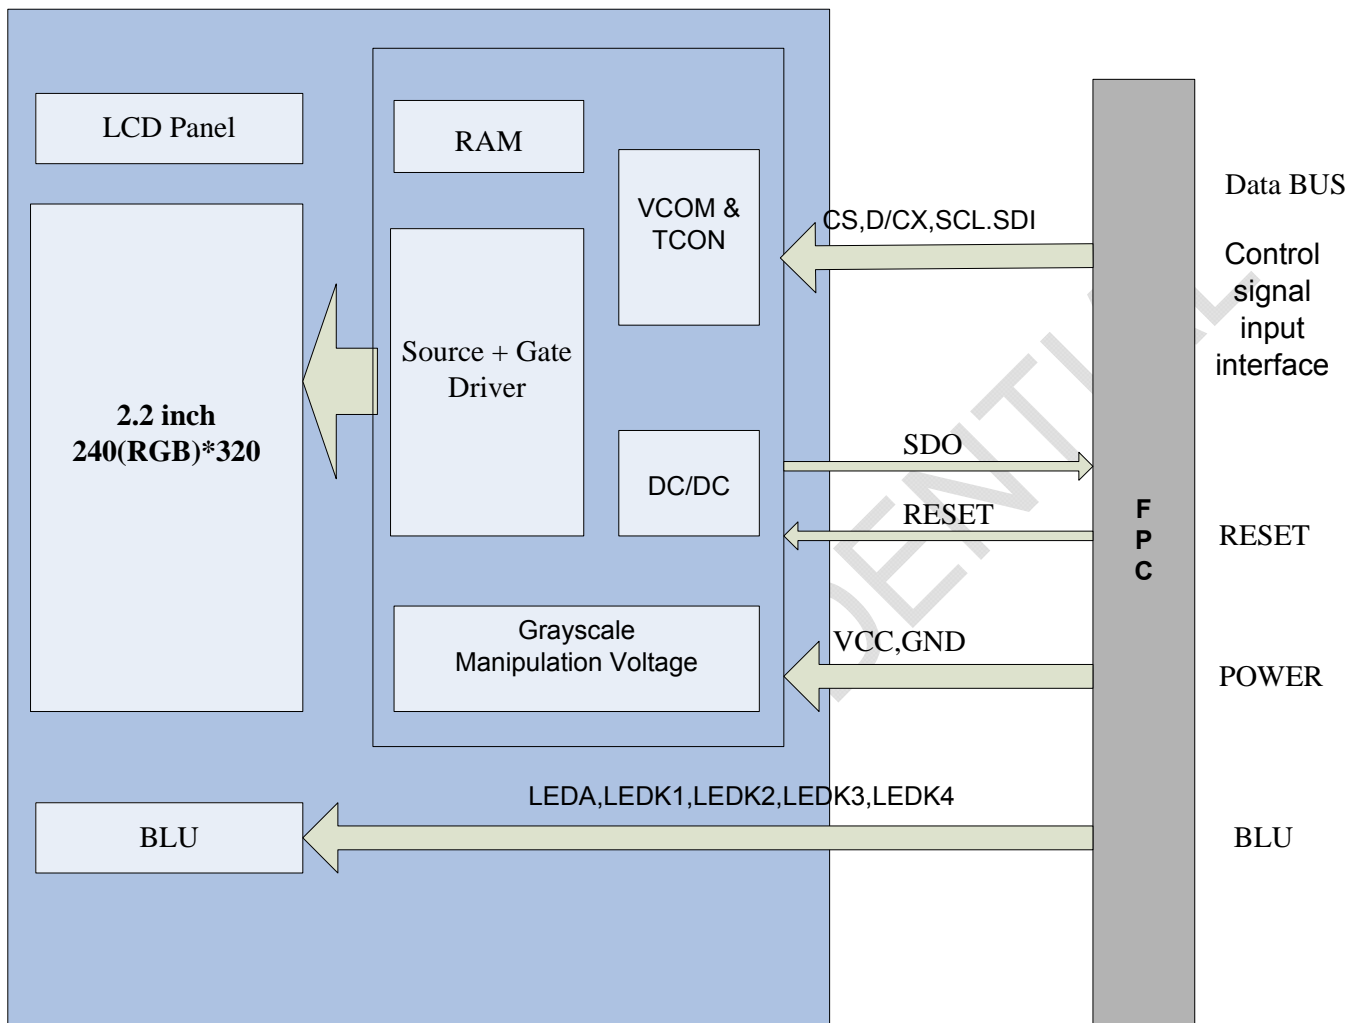 LCD Panel
RAM
VCOM &
TCON
CS,D/CX,SCL.SDI
Data BUS
Control
signal
input
interface
Source + Gate
Driver
2.2 inch
240(RGB)*320
DC/DC
SDO
RESET
F
P
C
RESET
Grayscale
Manipulation Voltage
VCC,GND
POWER
LEDA,LEDK1,LEDK2,LEDK3,LEDK4
BLU
BLU